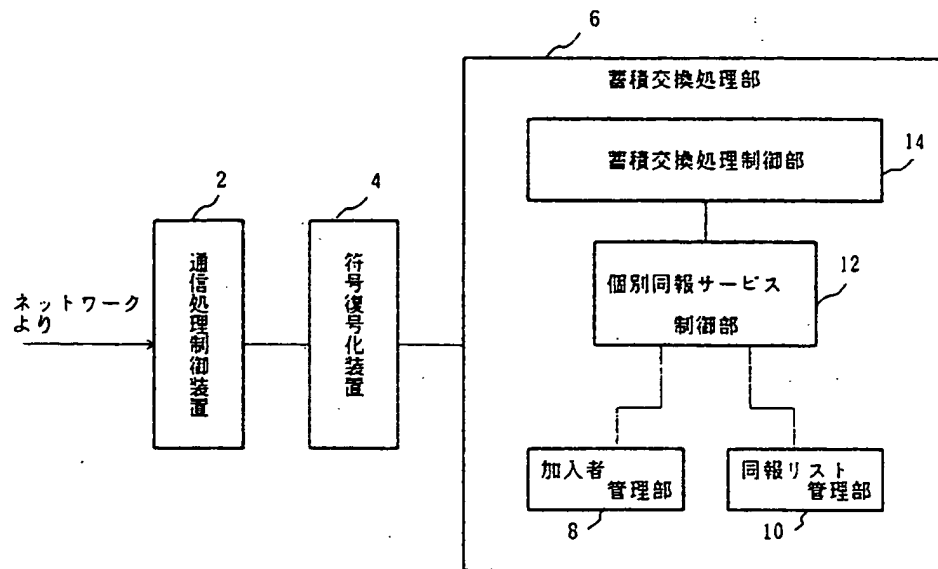 6
蓄積交換処理部
蓄積交換処理制御部
14
2
4
通信処理制御装置
符号復号化装置
ネットワーク
より
個別同報サービス
制御部
12
加入者
管理部
8
同報リスト
管理部
10